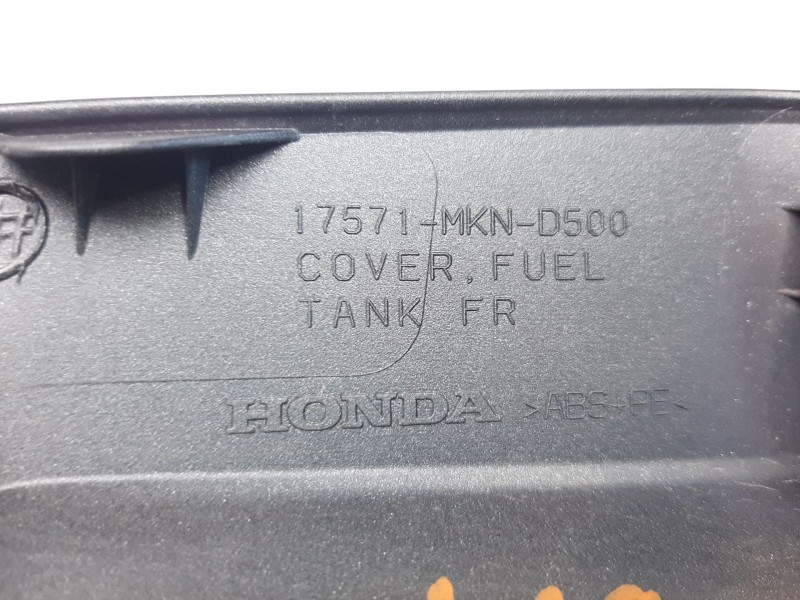 17571-MKN-D500
COVER, FUEL
TANK FR
HONDA >ABS+PE<